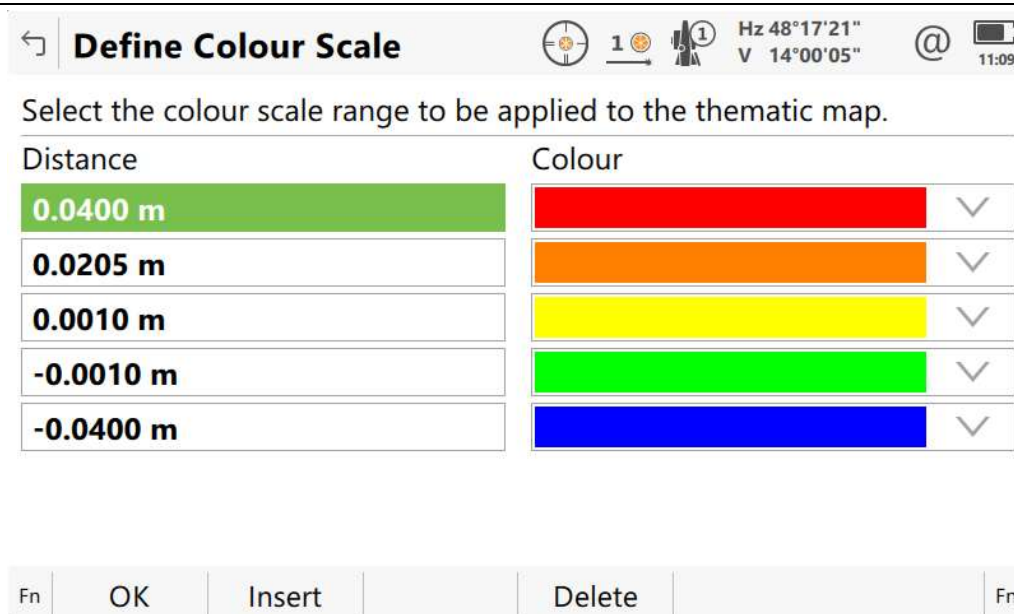 Define Colour Scale
1
1
Hz 48°17'21"
V 14°00'05"
@
11:09
Select the colour scale range to be applied to the thematic map.
Distance Colour
0.0400 m
0.0205 m
0.0010 m
-0.0010 m
-0.0400 m
Fn OK Insert Delete Fn